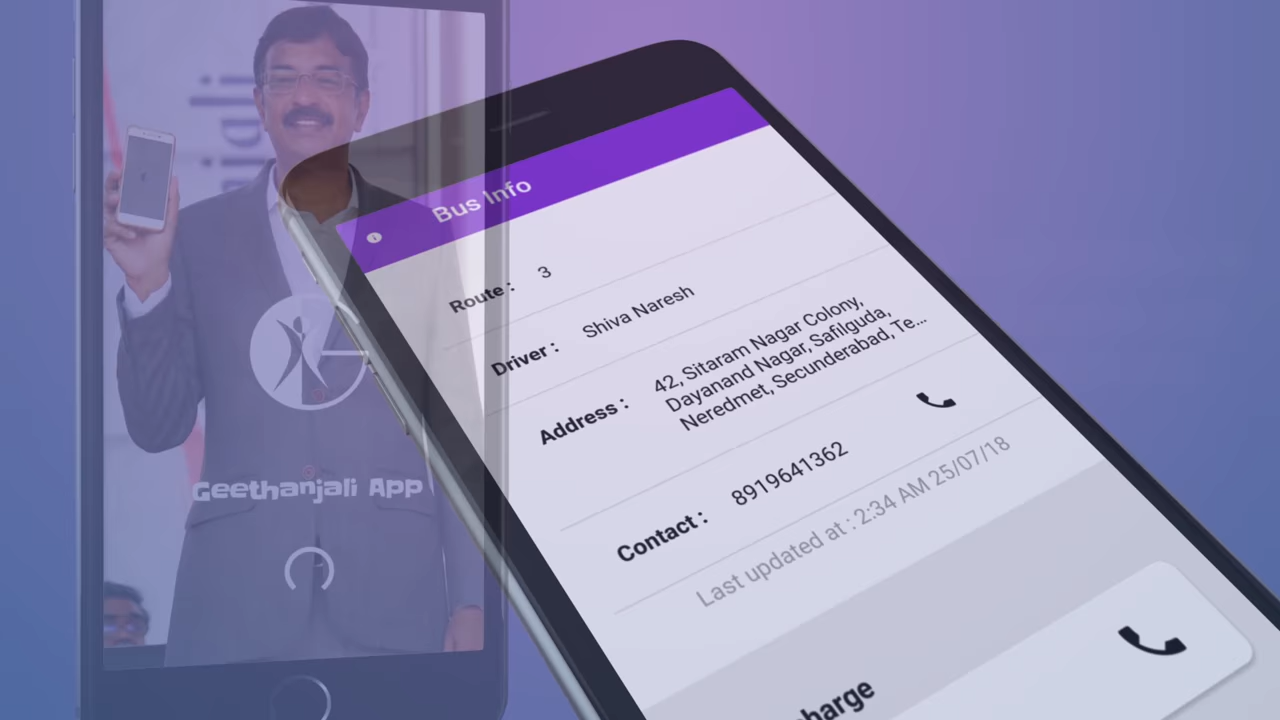 Bus Info
Route : 3
Driver : Shiva Naresh
Address : 42, Sitaram Nagar Colony,
Dayanand Nagar, Safilguda,
Neredmet, Secunderabad, Te...
Contact : 8919641362
Last updated at : 2:34 AM 25/07/18
Geethanjali App